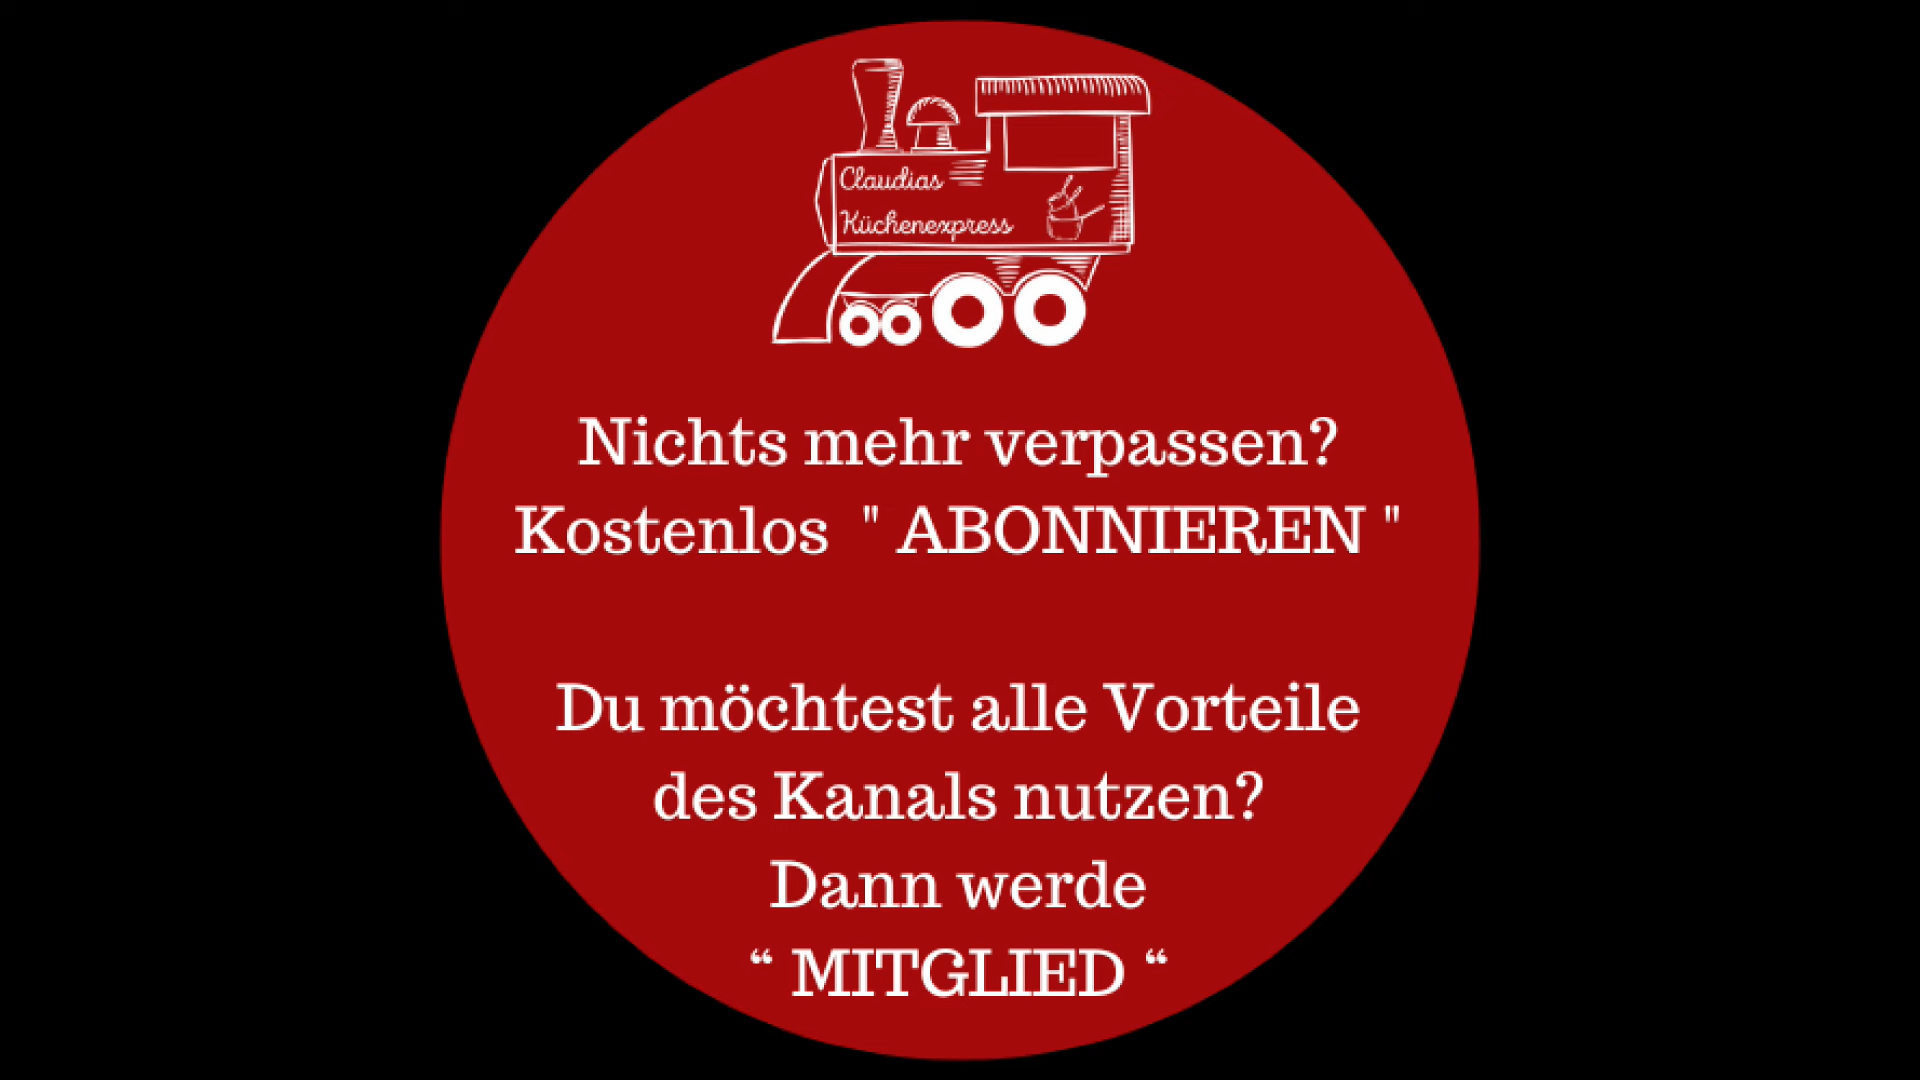 Claudias
Küchenexpress
Nichts mehr verpassen?
Kostenlos " ABONNIEREN "
Du möchtest alle Vorteile
des Kanals nutzen?
Dann werde
“ MITGLIED “